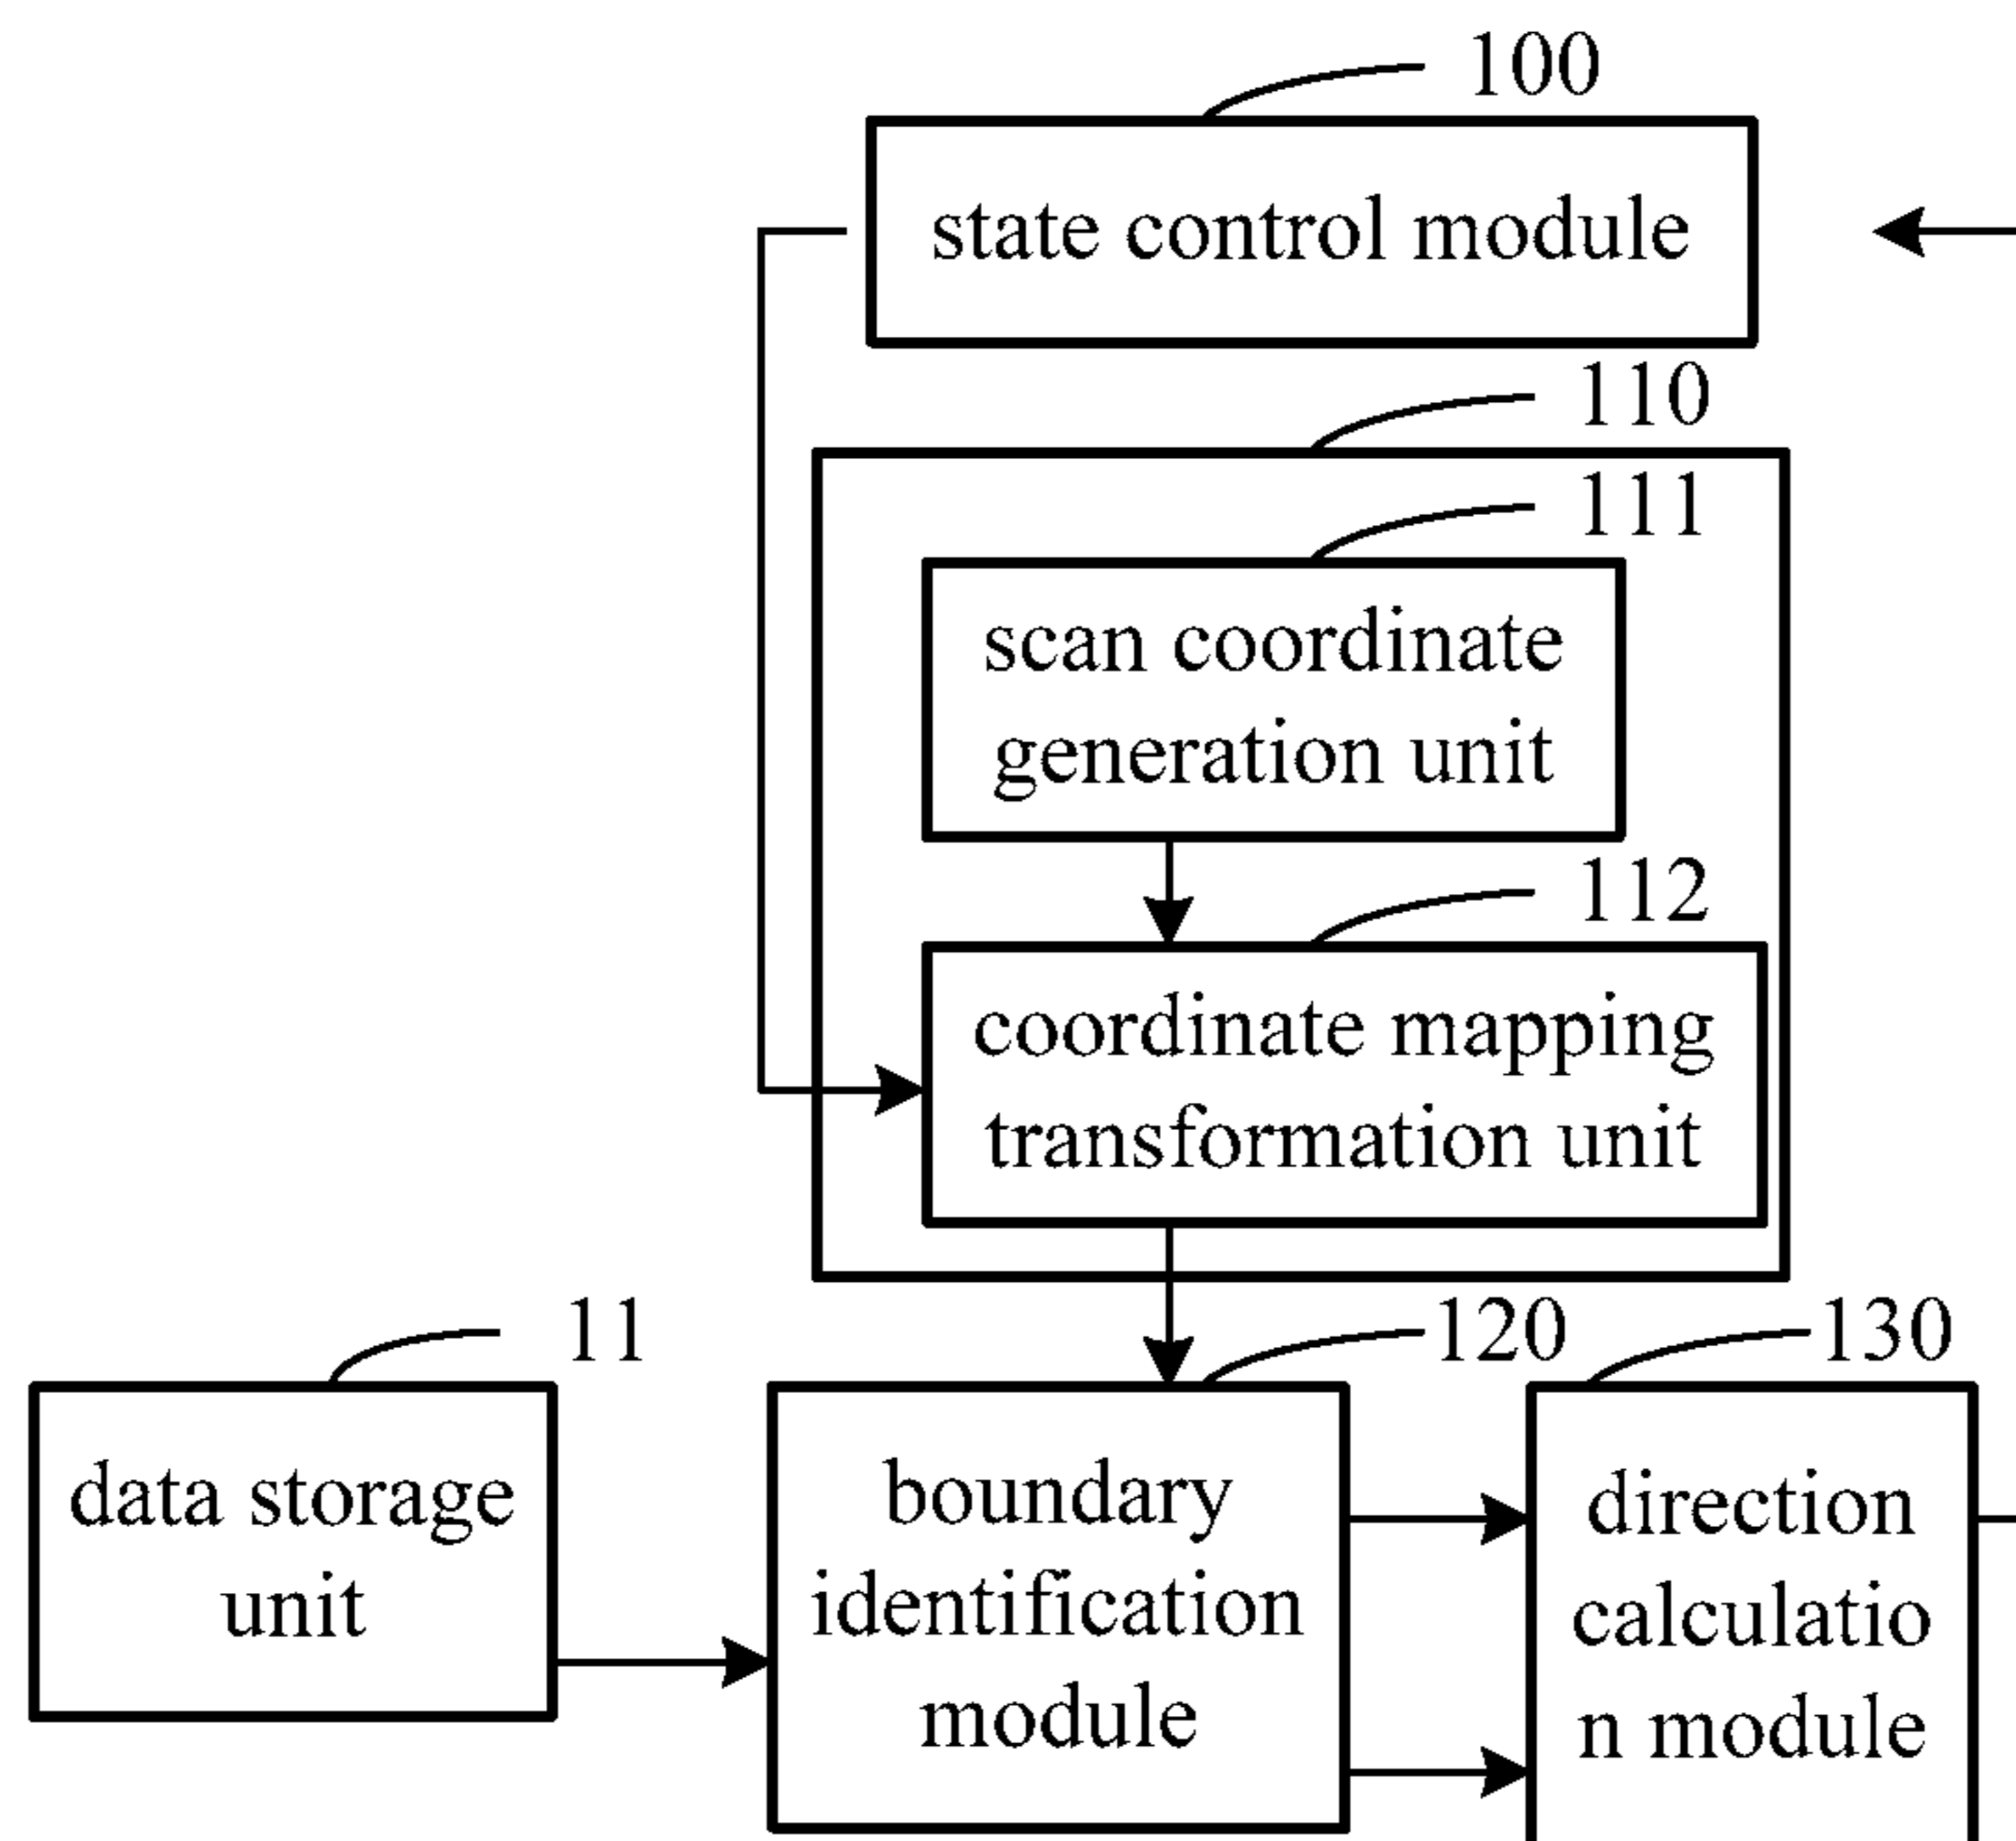 100
state control module
110
111
scan coordinate
generation unit
112
coordinate mapping
transformation unit
11
data storage
unit
120
boundary
identification
module
130
direction
calculatio
n module